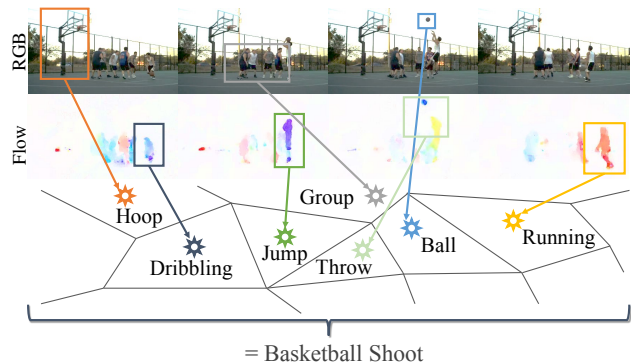 RGB
Flow
Hoop
Group
Dribbling
Jump
Throw
Ball
Running
= Basketball Shoot